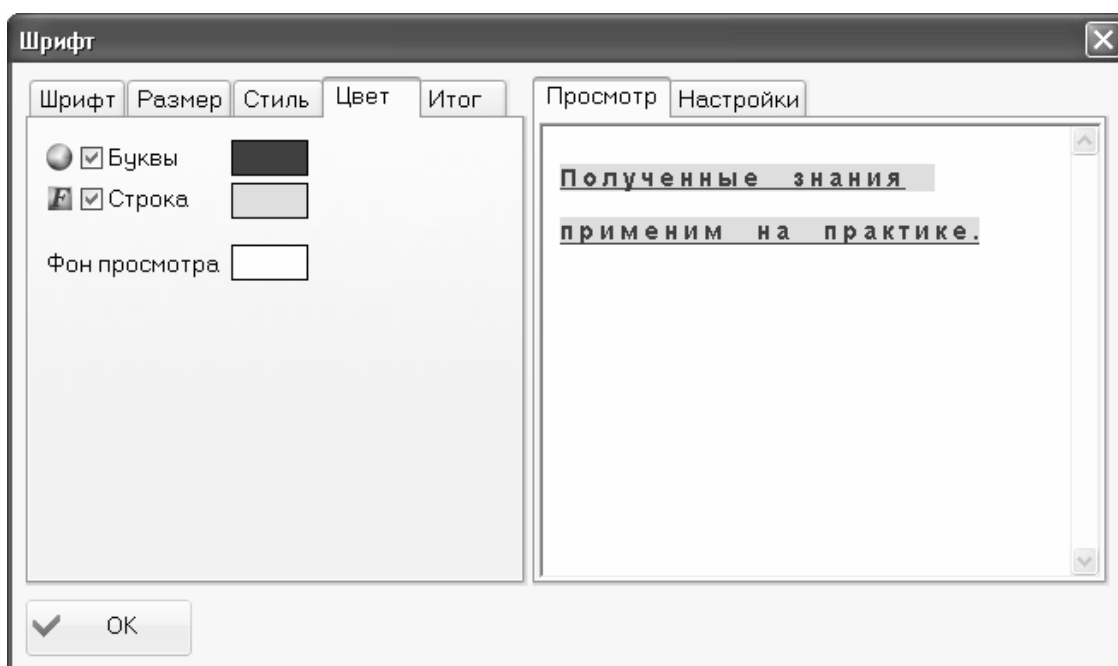 Шрифт
Шрифт Размер Стиль Цвет Итог
Буквы
Строка
Фон просмотра
Просмотр Настройки
Полученные знания
применим на практике.
OK